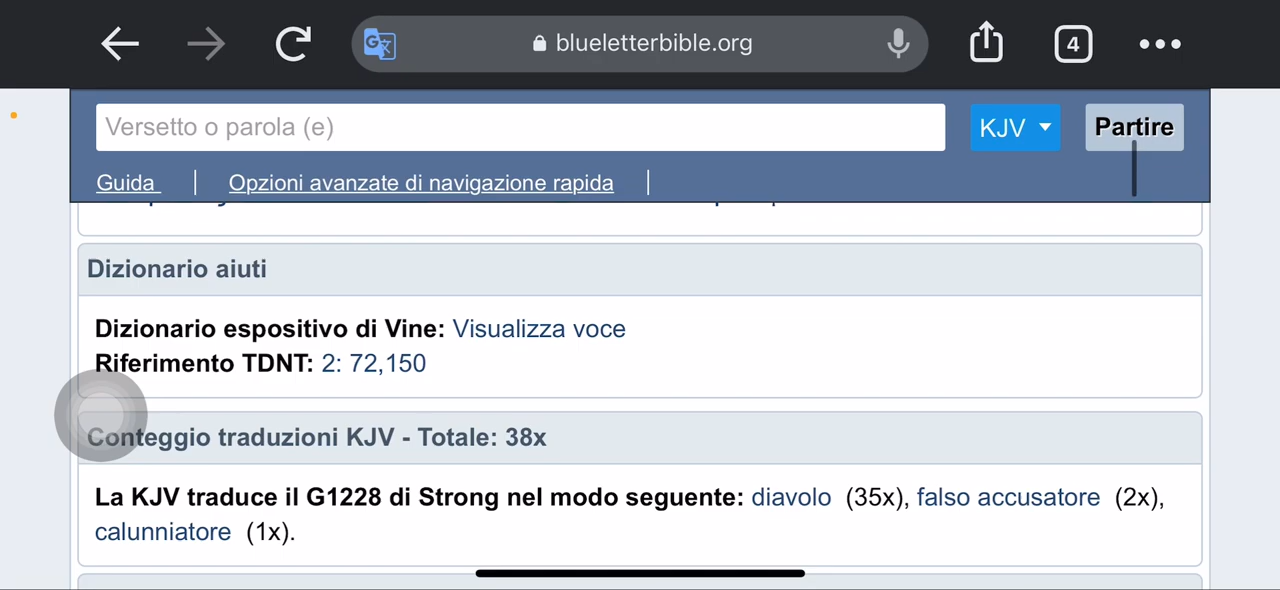 blueletterbible.org
4
Versetto o parola (e)
KJV
Partire
Guida
Opzioni avanzate di navigazione rapida
Dizionario aiuti
Dizionario espositivo di Vine: Visualizza voce
Riferimento TDNT: 2: 72,150
Conteggio traduzioni KJV - Totale: 38x
La KJV traduce il G1228 di Strong nel modo seguente: diavolo (35x), falso accusatore (2x),
calunniatore (1x).